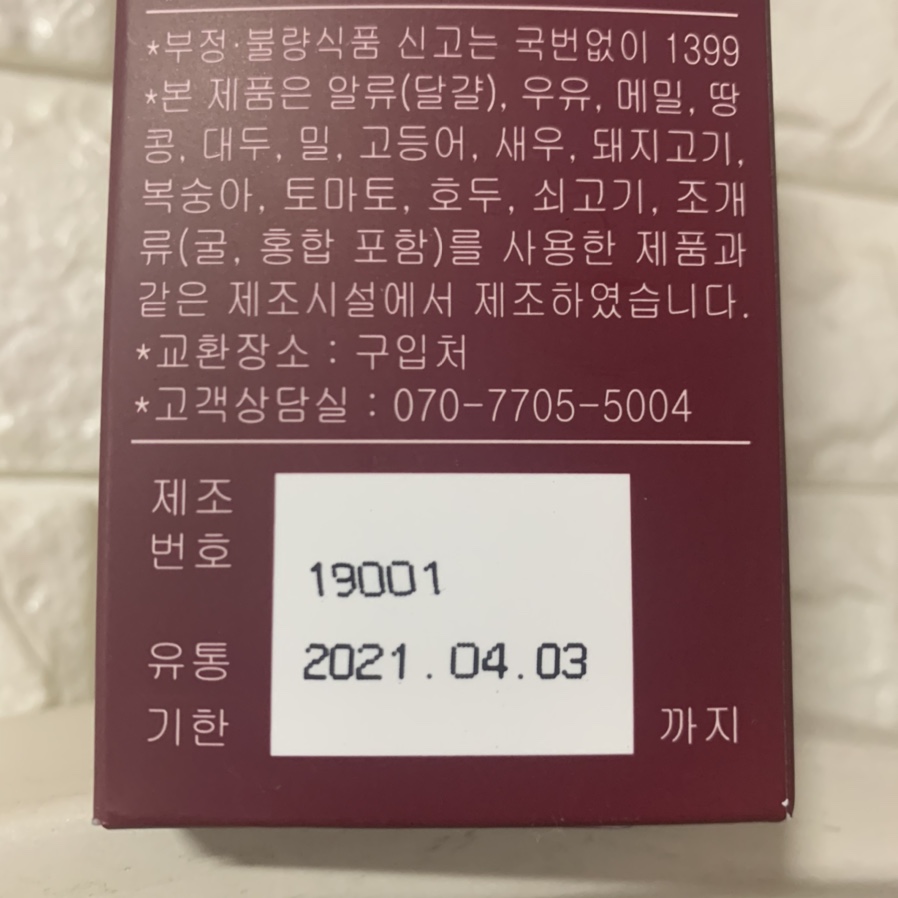 *부정·불량식품 신고는 국번없이 1399
*본 제품은 알류(달걀), 우유, 메밀, 땅
콩, 대두, 밀, 고등어, 새우, 돼지고기,
복숭아, 토마토, 호두, 쇠고기, 조개
류(굴, 홍합 포함)를 사용한 제품과
같은 제조시설에서 제조하였습니다.
*교환장소 : 구입처
*고객상담실 : 070-7705-5004
제조
번호
19001
유통 2021.04.03
기한 까지